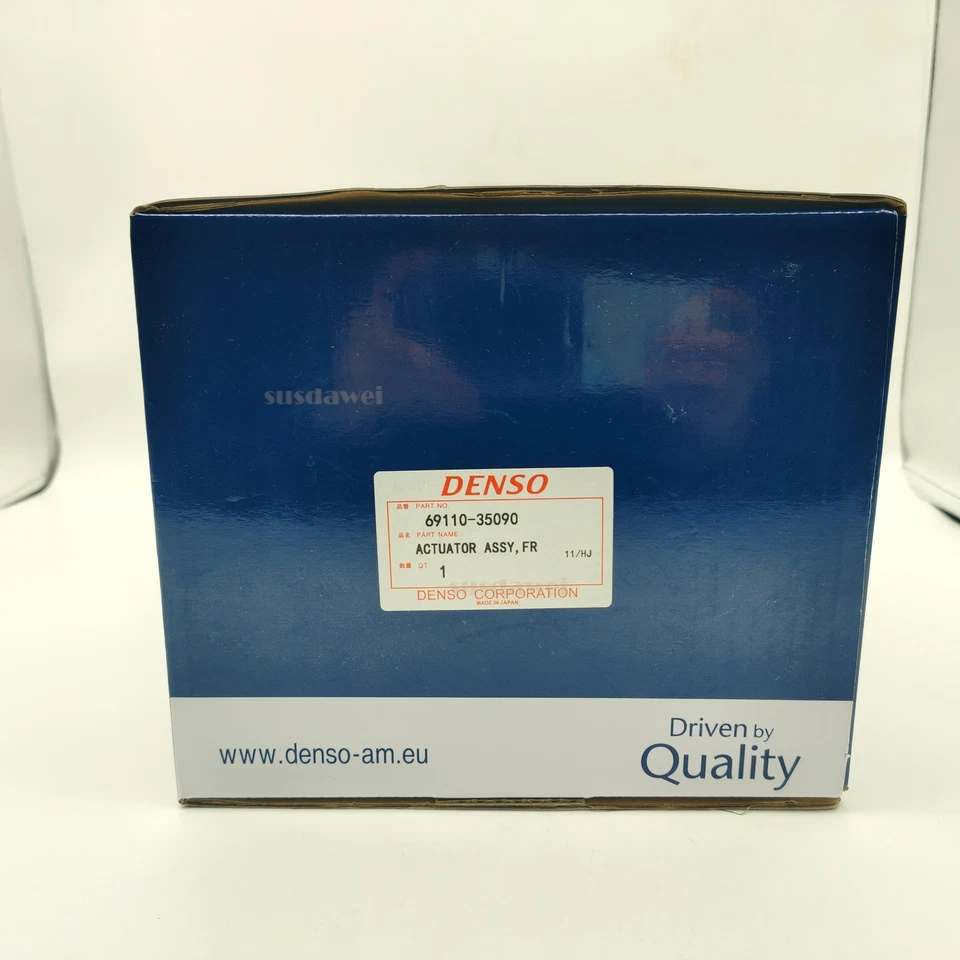 susdawei
DENSO
品番 PART NO.
69110-35090
品名 PART NAME
ACTUATOR ASSY,FR 11/HJ
数量 QT 1
susdawei
DENSO CORPORATION
MADE IN JAPAN
www.denso-am.eu
Driven by
Quality